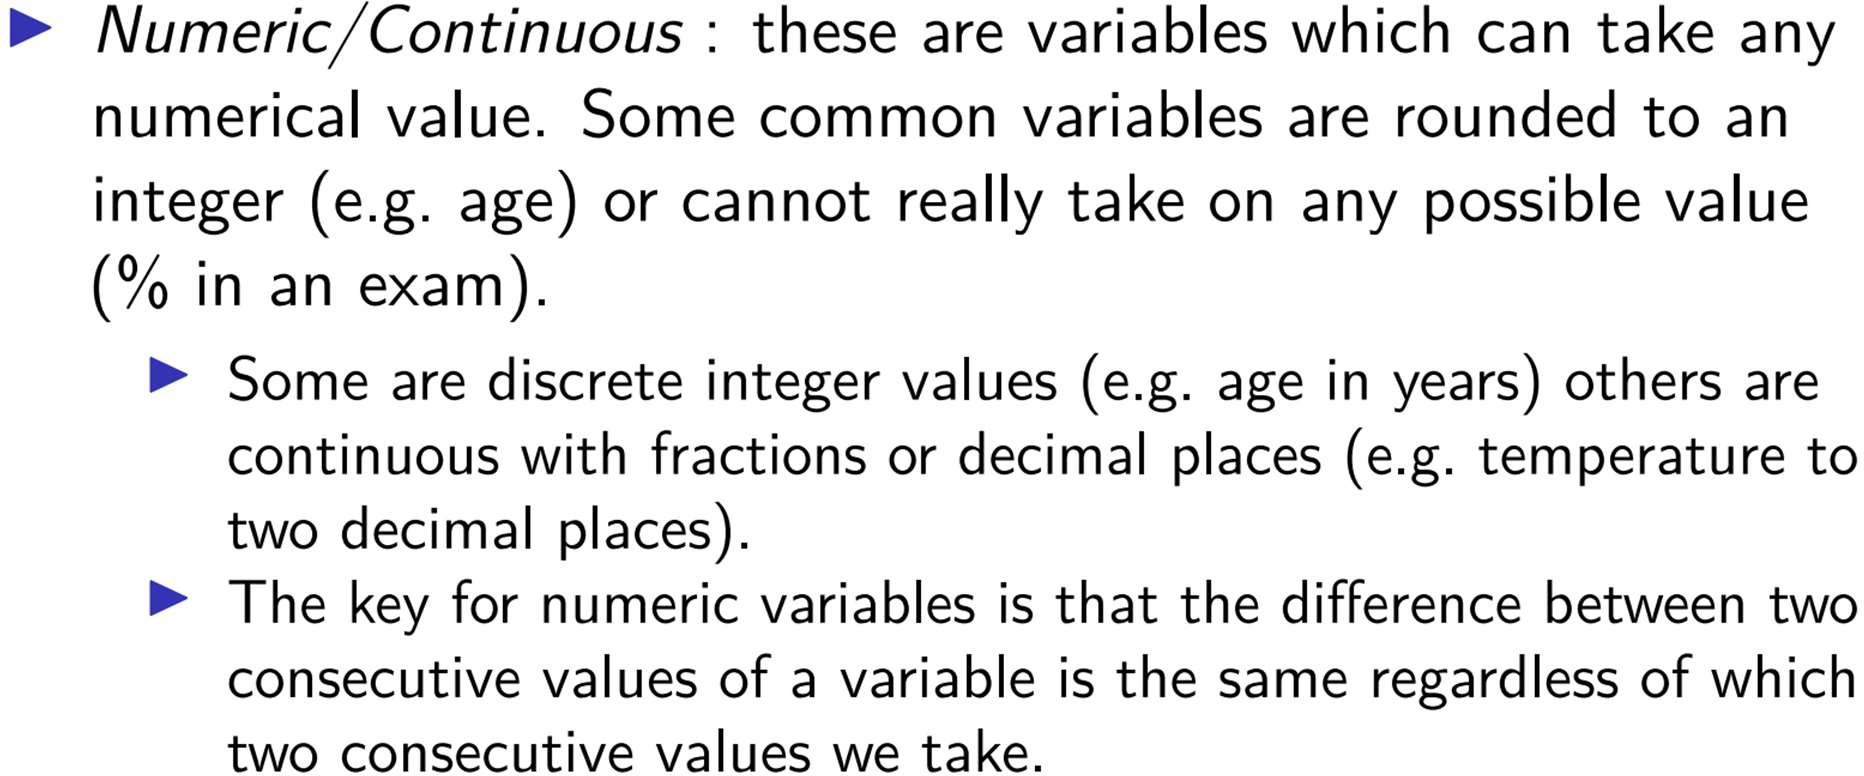 ▶ Numeric/Continuous : these are variables which can take any
numerical value. Some common variables are rounded to an
integer (e.g. age) or cannot really take on any possible value
(% in an exam).
▶ Some are discrete integer values (e.g. age in years) others are
continuous with fractions or decimal places (e.g. temperature to
two decimal places).
▶ The key for numeric variables is that the difference between two
consecutive values of a variable is the same regardless of which
two consecutive values we take.